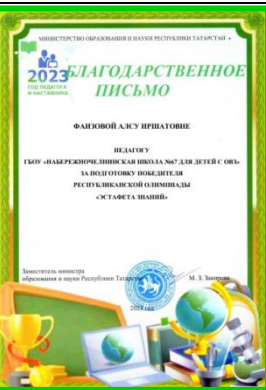 МИНИСТЕРСТВО ОБРАЗОВАНИЯ И НАУКИ РЕСПУБЛИКИ ТАТАРСТАН
2023
ГОД ПЕДАГОГА
И НАСТАВНИКА
БЛАГОДАРСТВЕННОЕ
ПИСЬМО
ФАИЗОВОЙ АЛСУ ИРШАТОВНЕ
ПЕДАГОГУ
ГБОУ «НАБЕРЕЖНОЧЕЛНИНСКАЯ ШКОЛА №67 ДЛЯ ДЕТЕЙ С ОВЗ»
ЗА ПОДГОТОВКУ ПОБЕДИТЕЛЯ
РЕСПУБЛИКАНСКОЙ ОЛИМПИАДЫ
«ЭСТАФЕТА ЗНАНИЙ»
Заместитель министра
образования и науки Республики Татарстан М. З. Закирова
2023 год